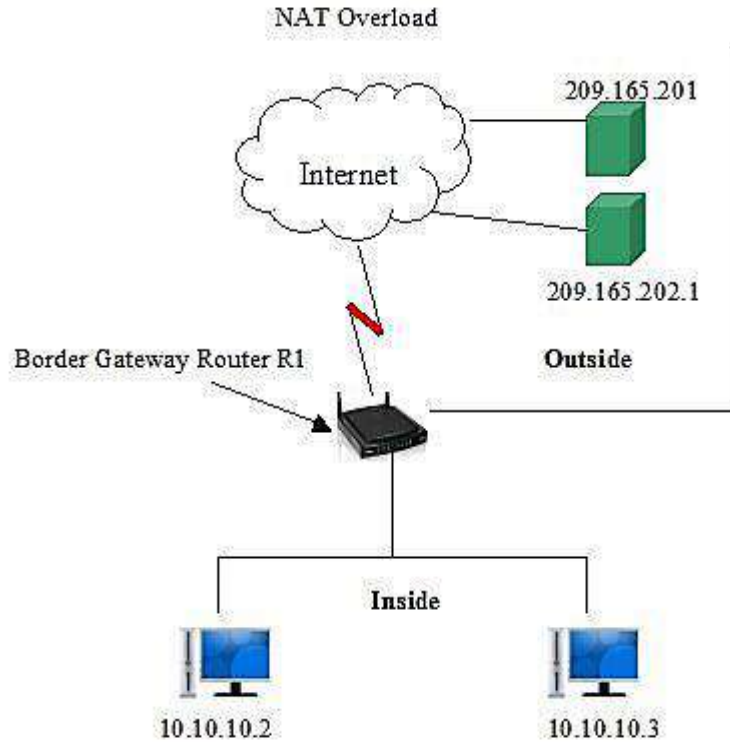 NAT Overload
209.165.201
Internet
209.165.202.1
Border Gateway Router R1
Outside
Inside
10.10.10.2
10.10.10.3